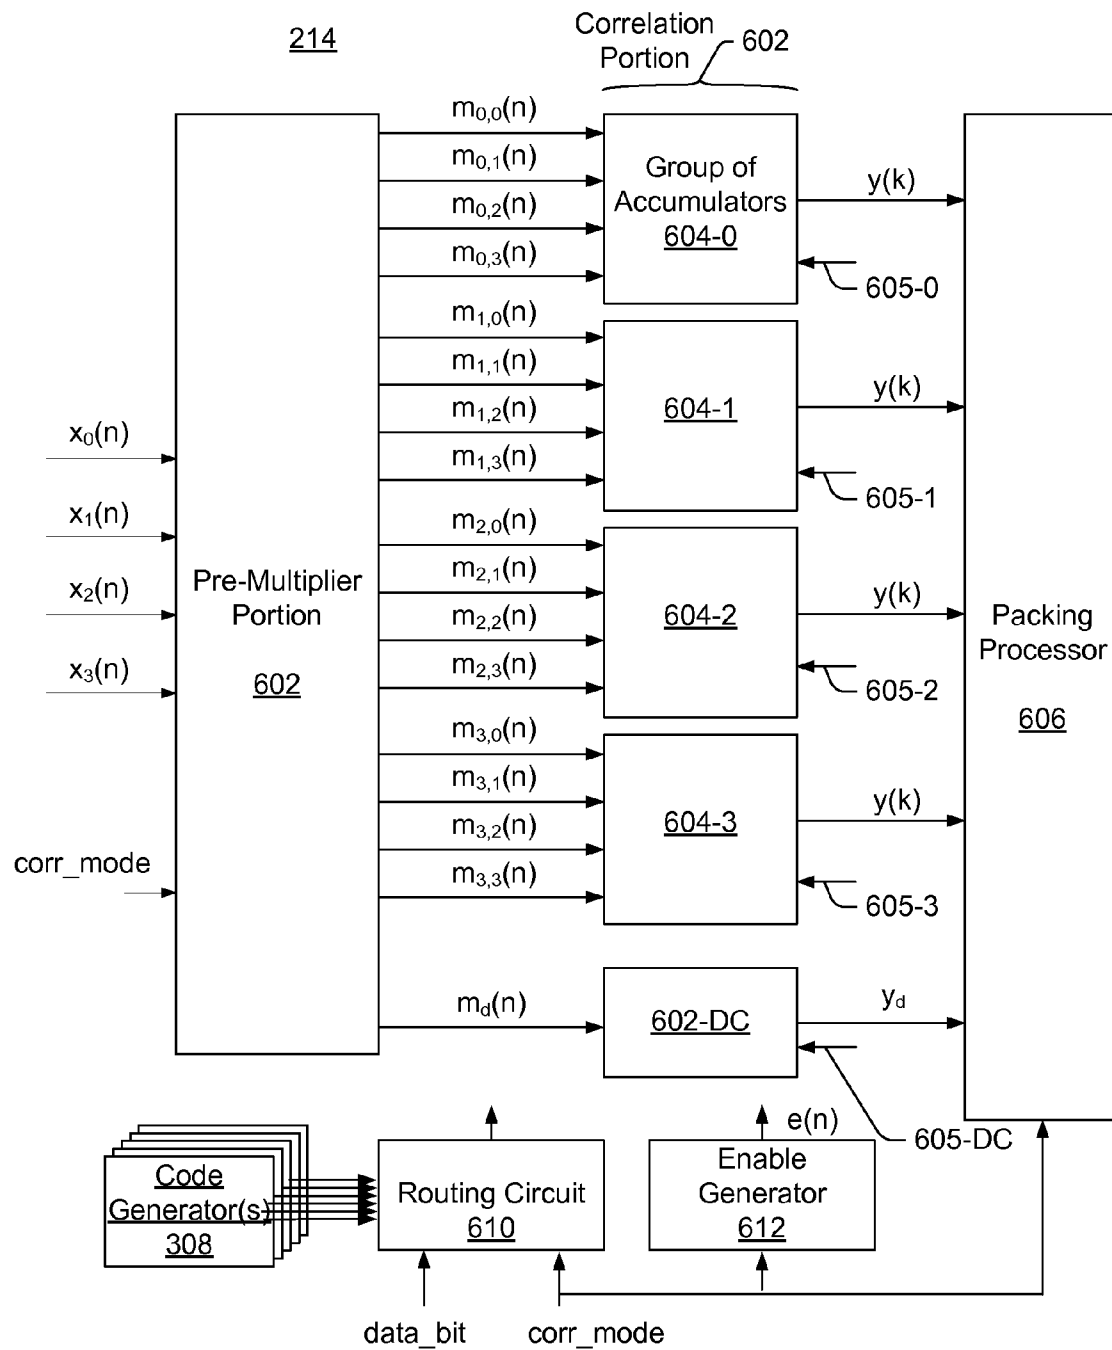 214
Correlation
Portion
602
x₀(n)
x₁(n)
x₂(n)
x₃(n)
corr_mode
Pre-Multiplier
Portion
602
m₀,₀(n)
m₀,₁(n)
m₀,₂(n)
m₀,₃(n)
m₁,₀(n)
m₁,₁(n)
m₁,₂(n)
m₁,₃(n)
m₂,₀(n)
m₂,₁(n)
m₂,₂(n)
m₂,₃(n)
m₃,₀(n)
m₃,₁(n)
m₃,₂(n)
m₃,₃(n)
m_d(n)
Group of
Accumulators
604-0
y(k)
605-0
604-1
y(k)
605-1
604-2
y(k)
605-2
604-3
y(k)
605-3
602-DC
y_d
605-DC
Packing
Processor
606
Code
Generator(s)
308
Routing Circuit
610
e(n)
Enable
Generator
612
data_bit
corr_mode